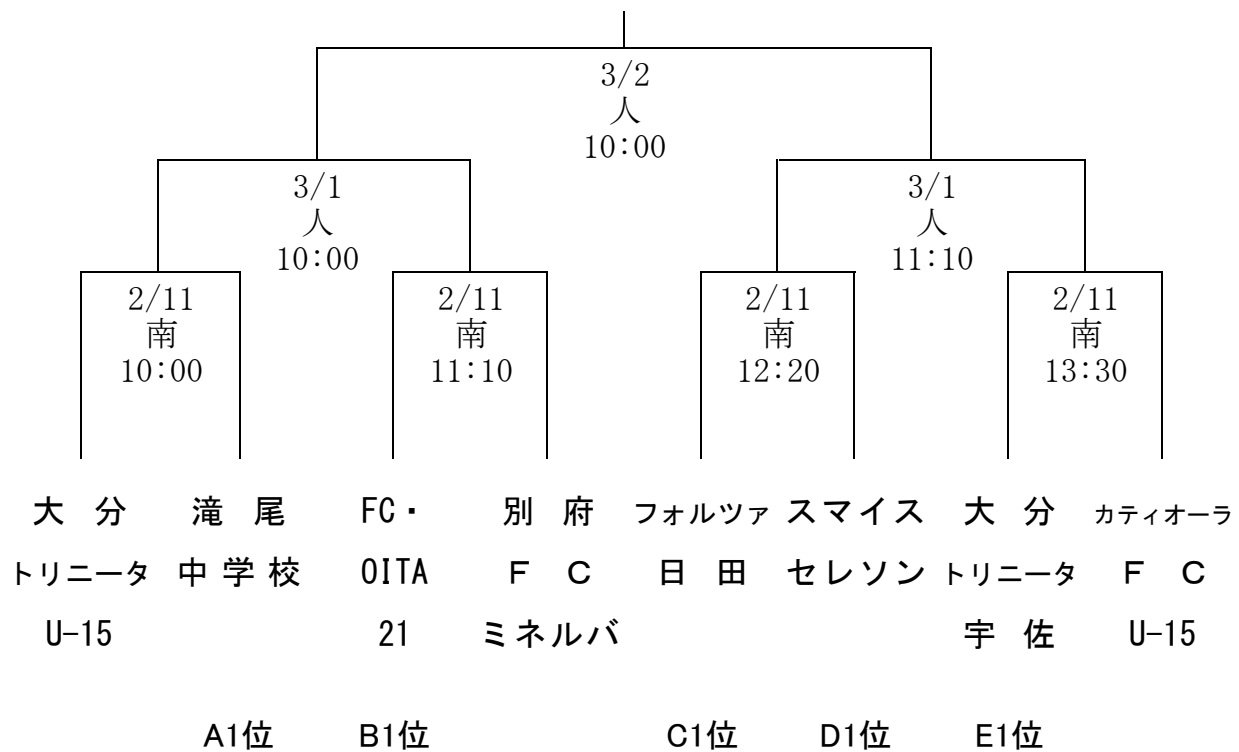 3/2
人
10:00
3/1
人
10:00
3/1
人
11:10
2/11
南
10:00
2/11
南
11:10
2/11
南
12:20
2/11
南
13:30
大分 滝尾 FC・ 別府 フォルツァ スマイス 大分 カティオーラ
トリニータ 中学校 OITA FC 日田 セレソン トリニータ FC
U-15 21 ミネルバ 宇佐 U-15
A1位 B1位 C1位 D1位 E1位